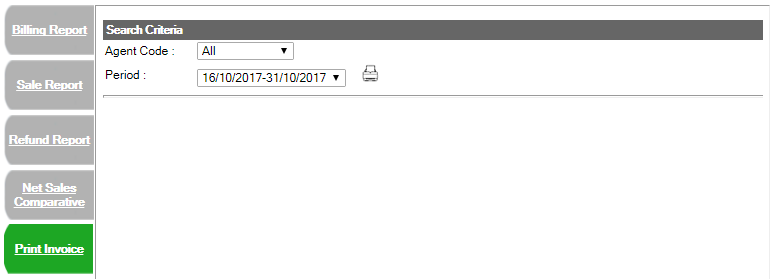 Billing Report
Sale Report
Refund Report
Net Sales
Comparative
Print Invoice
Search Criteria
Agent Code : All
Period : 16/10/2017-31/10/2017